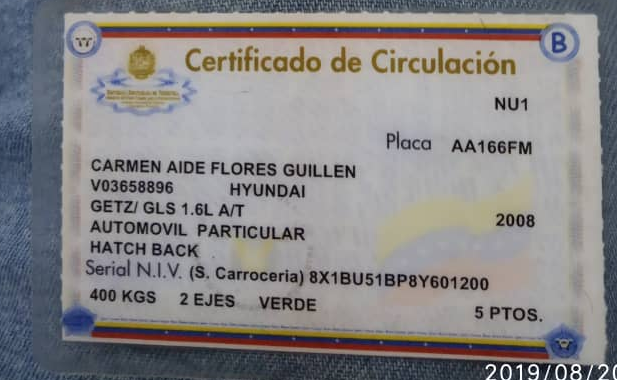 B
Certificado de Circulación
NU1
Placa AA166FM
CARMEN AIDE FLORES GUILLEN
V03658896 HYUNDAI
GETZ/ GLS 1.6L A/T
2008
AUTOMOVIL PARTICULAR
HATCH BACK
Serial N.I.V. (S. Carroceria) 8X1BU51BP8Y601200
400 KGS 2 EJES VERDE 5 PTOS.
2019/08/20